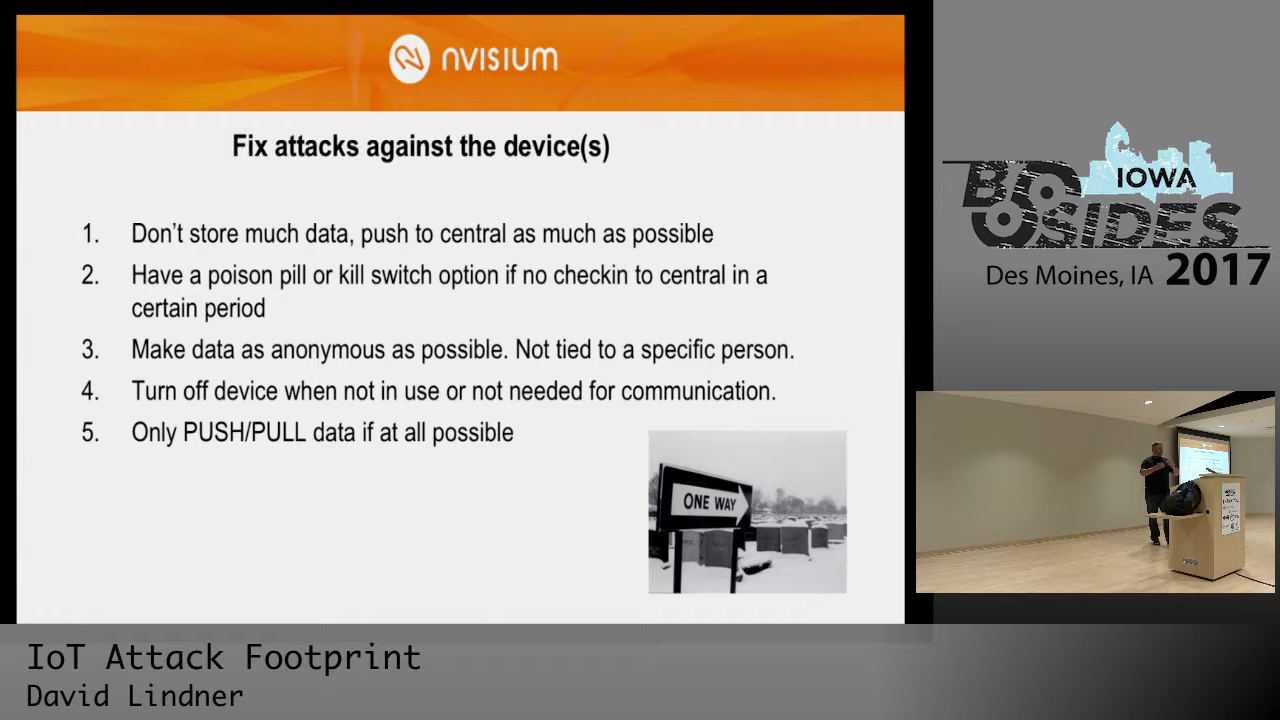 nvisium
Fix attacks against the device(s)
1. Don't store much data, push to central as much as possible
2. Have a poison pill or kill switch option if no checkin to central in a
certain period
3. Make data as anonymous as possible. Not tied to a specific person.
4. Turn off device when not in use or not needed for communication.
5. Only PUSH/PULL data if at all possible
ONE WAY
IOWA
BSIDES
Des Moines, IA 2017
IoT Attack Footprint
David Lindner